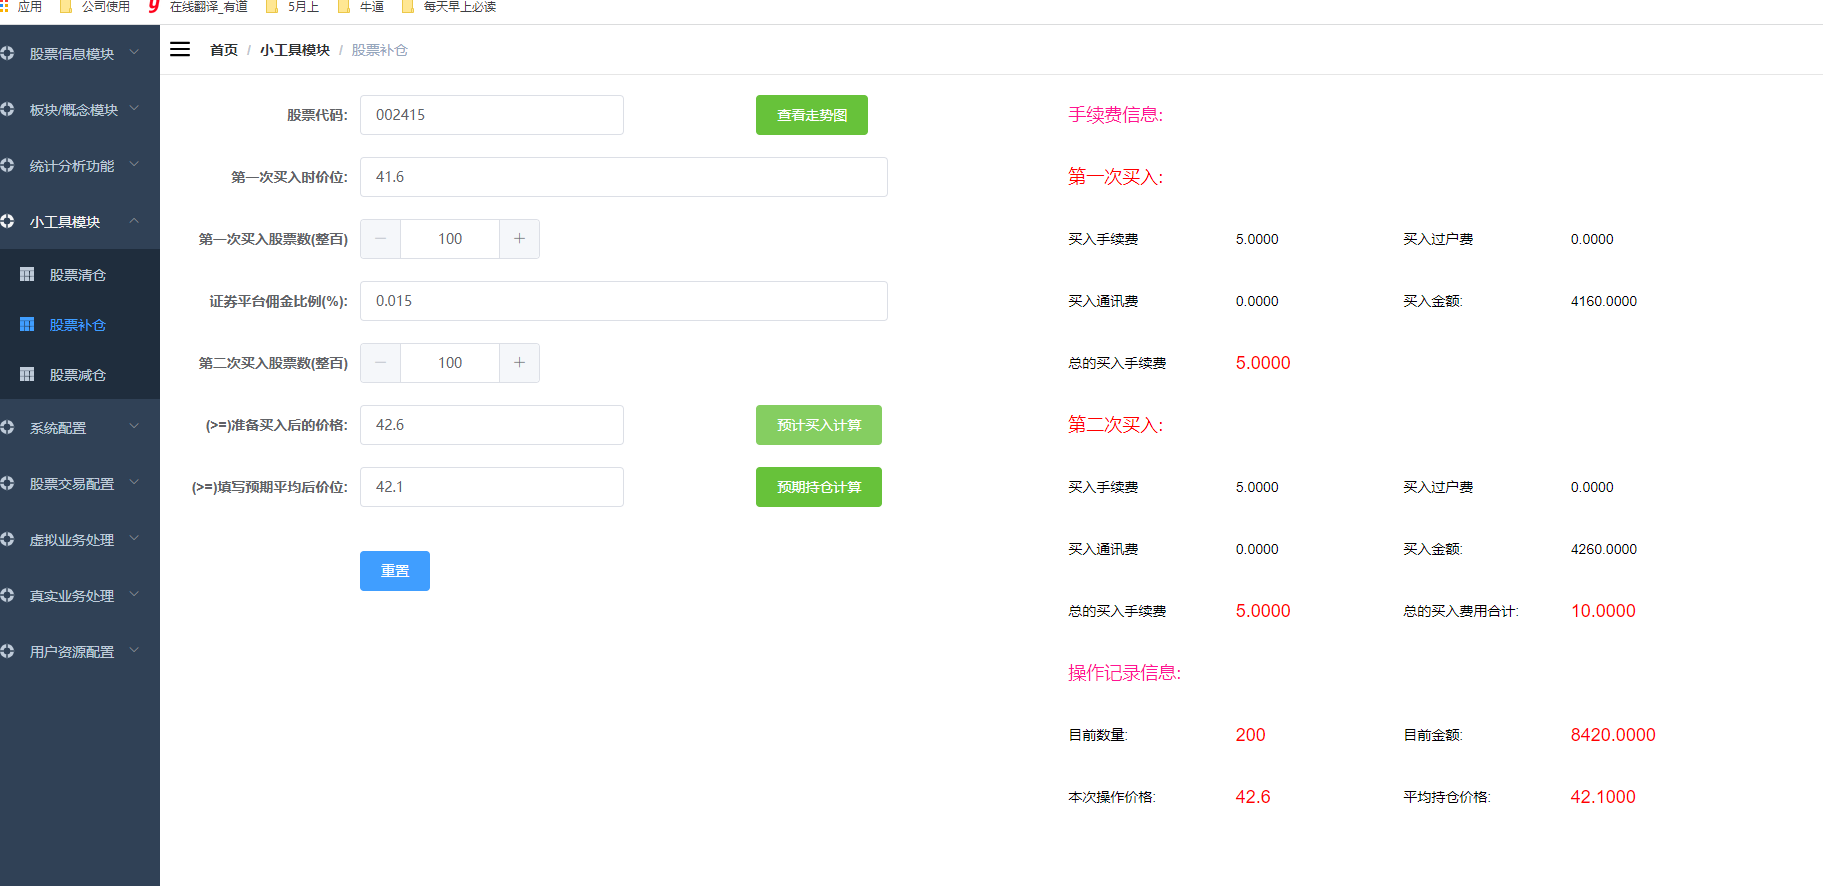 应用 公司使用 在线翻译_有道 5月上 牛逼 每天早上必读
首页 / 小工具模块 / 股票补仓
股票信息模块
板块/概念模块
统计分析功能
小工具模块
股票清仓
股票补仓
股票减仓
系统配置
股票交易配置
虚拟业务处理
真实业务处理
用户资源配置
股票代码: 002415 查看走势图
第一次买入时价位: 41.6
第一次买入股票数(整百) − 100 +
证券平台佣金比例(%): 0.015
第二次买入股票数(整百) − 100 +
(>=)准备买入后的价格: 42.6 预计买入计算
(>=)填写预期平均后价位: 42.1 预期持仓计算
重置
手续费信息:
第一次买入:
买入手续费 5.0000 买入过户费 0.0000
买入通讯费 0.0000 买入金额: 4160.0000
总的买入手续费 5.0000
第二次买入:
买入手续费 5.0000 买入过户费 0.0000
买入通讯费 0.0000 买入金额: 4260.0000
总的买入手续费 5.0000 总的买入费用合计: 10.0000
操作记录信息:
目前数量: 200 目前金额: 8420.0000
本次操作价格: 42.6 平均持仓价格: 42.1000